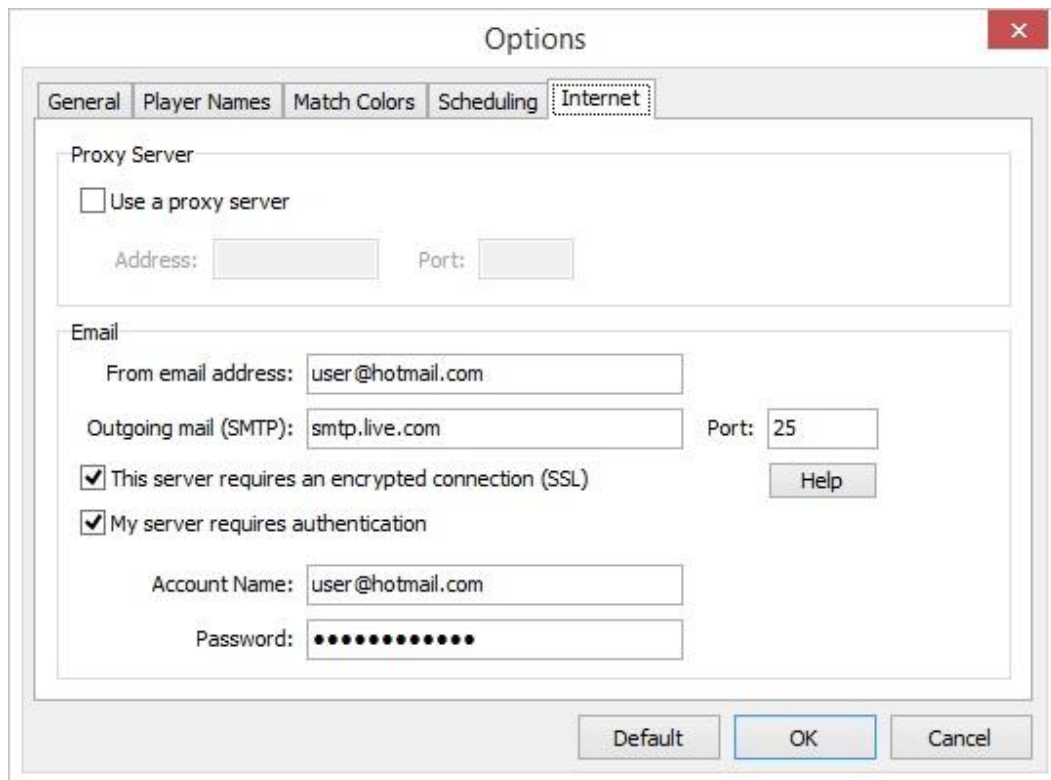 Options
General Player Names Match Colors Scheduling Internet
Proxy Server
Use a proxy server
Address: Port:
Email
From email address: user@hotmail.com
Outgoing mail (SMTP): smtp.live.com Port: 25
This server requires an encrypted connection (SSL) Help
My server requires authentication
Account Name: user@hotmail.com
Password: ●●●●●●●●●●●●
Default OK Cancel